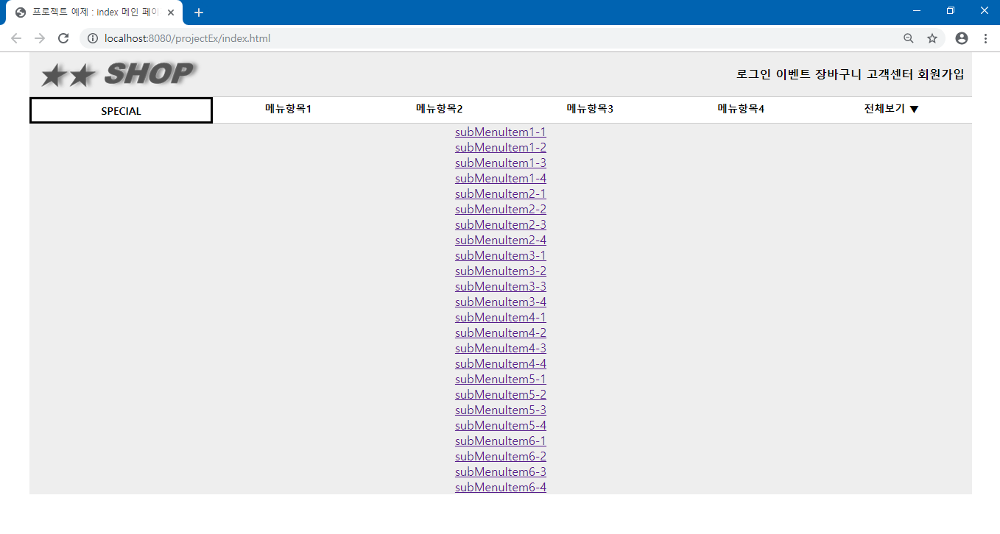 프로젝트 예제 : index 메인 페이
localhost:8080/projectEx/index.html
★★ SHOP
로그인 이벤트 장바구니 고객센터 회원가입
SPECIAL 메뉴항목1 메뉴항목2 메뉴항목3 메뉴항목4 전체보기 ▼
subMenuItem1-1
subMenuItem1-2
subMenuItem1-3
subMenuItem1-4
subMenuItem2-1
subMenuItem2-2
subMenuItem2-3
subMenuItem2-4
subMenuItem3-1
subMenuItem3-2
subMenuItem3-3
subMenuItem3-4
subMenuItem4-1
subMenuItem4-2
subMenuItem4-3
subMenuItem4-4
subMenuItem5-1
subMenuItem5-2
subMenuItem5-3
subMenuItem5-4
subMenuItem6-1
subMenuItem6-2
subMenuItem6-3
subMenuItem6-4